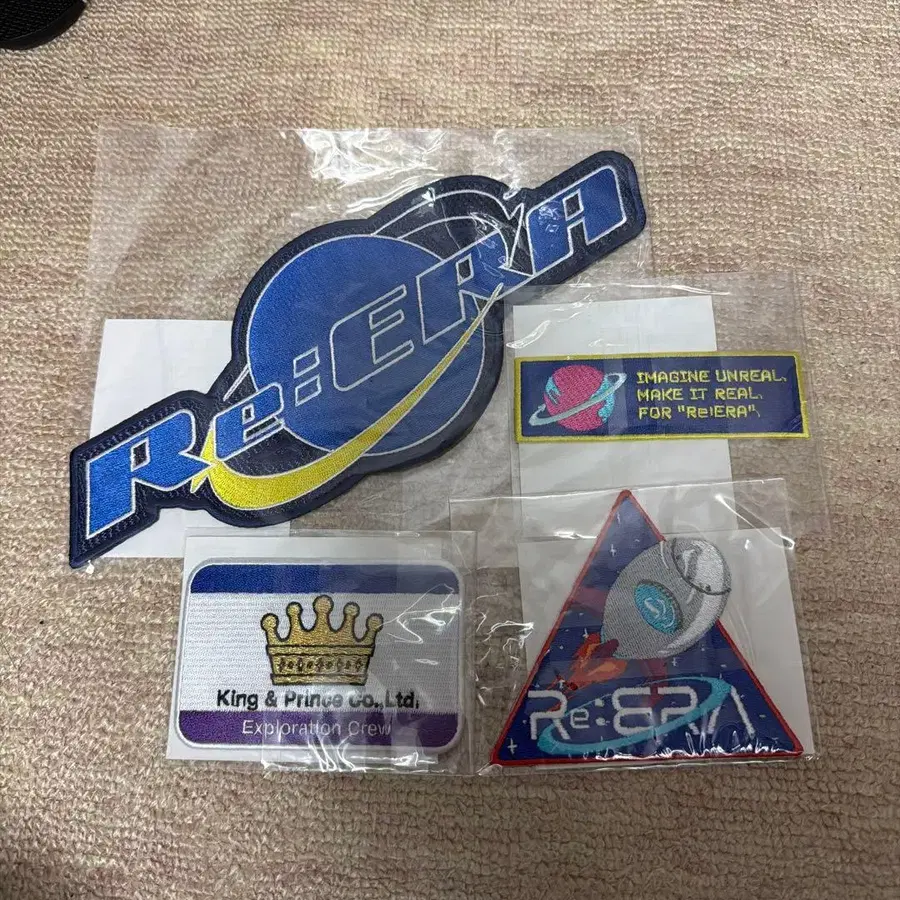 Re:ERA
IMAGINE UNREAL.
MAKE IT REAL.
FOR "Re:ERA".
King & Prince Co.,Ltd.
Exploration Crew
Re:ERA